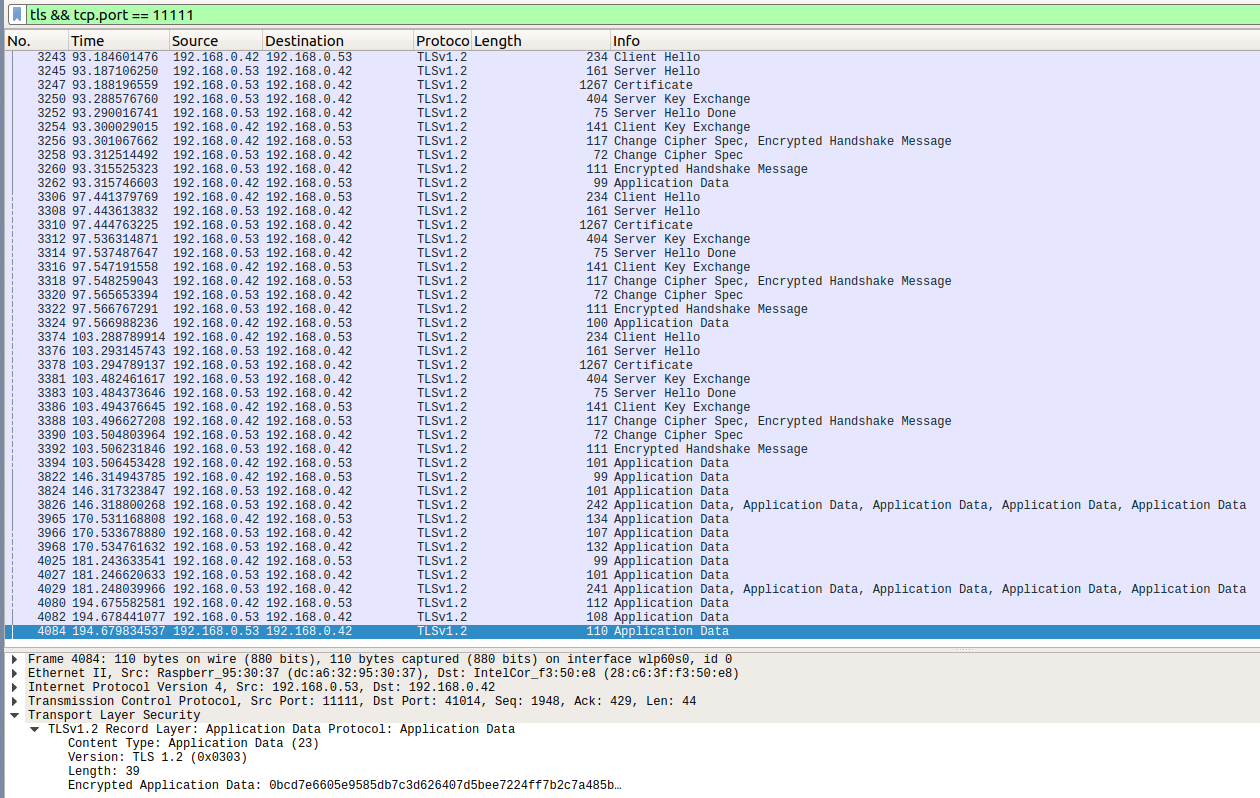 tls && tcp.port == 11111
No. Time Source Destination Protoco Length Info
3243 93.184601476 192.168.0.42 192.168.0.53 TLSv1.2 234 Client Hello
3245 93.187106250 192.168.0.53 192.168.0.42 TLSv1.2 161 Server Hello
3247 93.188196559 192.168.0.53 192.168.0.42 TLSv1.2 1267 Certificate
3250 93.288576760 192.168.0.53 192.168.0.42 TLSv1.2 404 Server Key Exchange
3252 93.290016741 192.168.0.53 192.168.0.42 TLSv1.2 75 Server Hello Done
3254 93.300029015 192.168.0.42 192.168.0.53 TLSv1.2 141 Client Key Exchange
3256 93.301067662 192.168.0.42 192.168.0.53 TLSv1.2 117 Change Cipher Spec, Encrypted Handshake Message
3258 93.312514492 192.168.0.53 192.168.0.42 TLSv1.2 72 Change Cipher Spec
3260 93.315525323 192.168.0.53 192.168.0.42 TLSv1.2 111 Encrypted Handshake Message
3262 93.315746603 192.168.0.42 192.168.0.53 TLSv1.2 99 Application Data
3306 97.441379769 192.168.0.42 192.168.0.53 TLSv1.2 234 Client Hello
3308 97.443613832 192.168.0.53 192.168.0.42 TLSv1.2 161 Server Hello
3310 97.444763225 192.168.0.53 192.168.0.42 TLSv1.2 1267 Certificate
3312 97.536314871 192.168.0.53 192.168.0.42 TLSv1.2 404 Server Key Exchange
3314 97.537487647 192.168.0.53 192.168.0.42 TLSv1.2 75 Server Hello Done
3316 97.547191558 192.168.0.42 192.168.0.53 TLSv1.2 141 Client Key Exchange
3318 97.548259043 192.168.0.42 192.168.0.53 TLSv1.2 117 Change Cipher Spec, Encrypted Handshake Message
3320 97.565653394 192.168.0.53 192.168.0.42 TLSv1.2 72 Change Cipher Spec
3322 97.566767291 192.168.0.53 192.168.0.42 TLSv1.2 111 Encrypted Handshake Message
3324 97.566988236 192.168.0.42 192.168.0.53 TLSv1.2 100 Application Data
3374 103.288789914 192.168.0.42 192.168.0.53 TLSv1.2 234 Client Hello
3376 103.293145743 192.168.0.53 192.168.0.42 TLSv1.2 161 Server Hello
3378 103.294789137 192.168.0.53 192.168.0.42 TLSv1.2 1267 Certificate
3381 103.482461617 192.168.0.53 192.168.0.42 TLSv1.2 404 Server Key Exchange
3383 103.484373646 192.168.0.53 192.168.0.42 TLSv1.2 75 Server Hello Done
3386 103.494376645 192.168.0.42 192.168.0.53 TLSv1.2 141 Client Key Exchange
3388 103.496627208 192.168.0.42 192.168.0.53 TLSv1.2 117 Change Cipher Spec, Encrypted Handshake Message
3390 103.504803964 192.168.0.53 192.168.0.42 TLSv1.2 72 Change Cipher Spec
3392 103.506231846 192.168.0.53 192.168.0.42 TLSv1.2 111 Encrypted Handshake Message
3394 103.506453428 192.168.0.42 192.168.0.53 TLSv1.2 101 Application Data
3822 146.314943785 192.168.0.42 192.168.0.53 TLSv1.2 99 Application Data
3824 146.317323847 192.168.0.53 192.168.0.42 TLSv1.2 101 Application Data
3826 146.318800268 192.168.0.53 192.168.0.42 TLSv1.2 242 Application Data, Application Data, Application Data, Application Data, Application Data
3965 170.531168808 192.168.0.42 192.168.0.53 TLSv1.2 134 Application Data
3966 170.533678880 192.168.0.53 192.168.0.42 TLSv1.2 107 Application Data
3968 170.534761632 192.168.0.53 192.168.0.42 TLSv1.2 132 Application Data
4025 181.243633541 192.168.0.42 192.168.0.53 TLSv1.2 99 Application Data
4027 181.246620633 192.168.0.53 192.168.0.42 TLSv1.2 101 Application Data
4029 181.248039966 192.168.0.53 192.168.0.42 TLSv1.2 241 Application Data, Application Data, Application Data, Application Data, Application Data
4080 194.675582581 192.168.0.42 192.168.0.53 TLSv1.2 112 Application Data
4082 194.678441077 192.168.0.53 192.168.0.42 TLSv1.2 108 Application Data
4084 194.679834537 192.168.0.53 192.168.0.42 TLSv1.2 110 Application Data
Frame 4084: 110 bytes on wire (880 bits), 110 bytes captured (880 bits) on interface wlp60s0, id 0
Ethernet II, Src: Raspberr_95:30:37 (dc:a6:32:95:30:37), Dst: IntelCor_f3:50:e8 (28:c6:3f:f3:50:e8)
Internet Protocol Version 4, Src: 192.168.0.53, Dst: 192.168.0.42
Transmission Control Protocol, Src Port: 11111, Dst Port: 41014, Seq: 1948, Ack: 429, Len: 44
Transport Layer Security
TLSv1.2 Record Layer: Application Data Protocol: Application Data
Content Type: Application Data (23)
Version: TLS 1.2 (0x0303)
Length: 39
Encrypted Application Data: 0bcd7e6605e9585db7c3d626407d5bee7224ff7b2c7a485b…